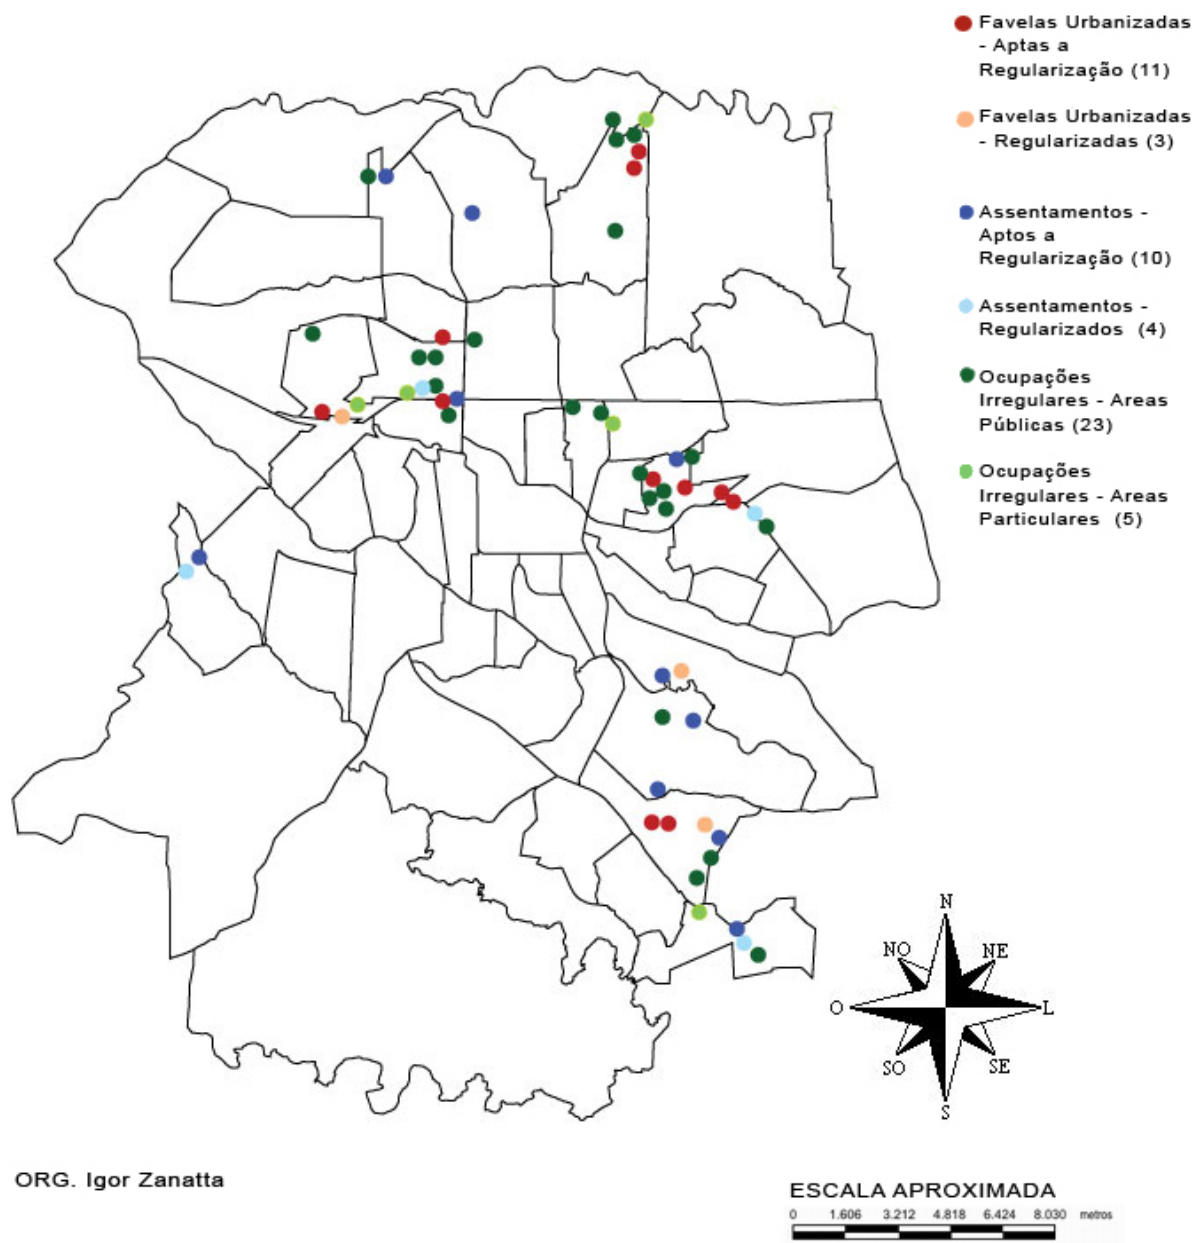 Favelas Urbanizadas
- Aptas a
Regularização (11)
Favelas Urbanizadas
- Regularizadas (3)
Assentamentos -
Aptos a
Regularização (10)
Assentamentos -
Regularizados (4)
Ocupações
Irregulares - Areas
Públicas (23)
Ocupações
Irregulares - Areas
Particulares (5)
N
NO NE
O L
SO SE
S
ORG. Igor Zanatta
ESCALA APROXIMADA
0 1.606 3.212 4.818 6.424 8.030 metros